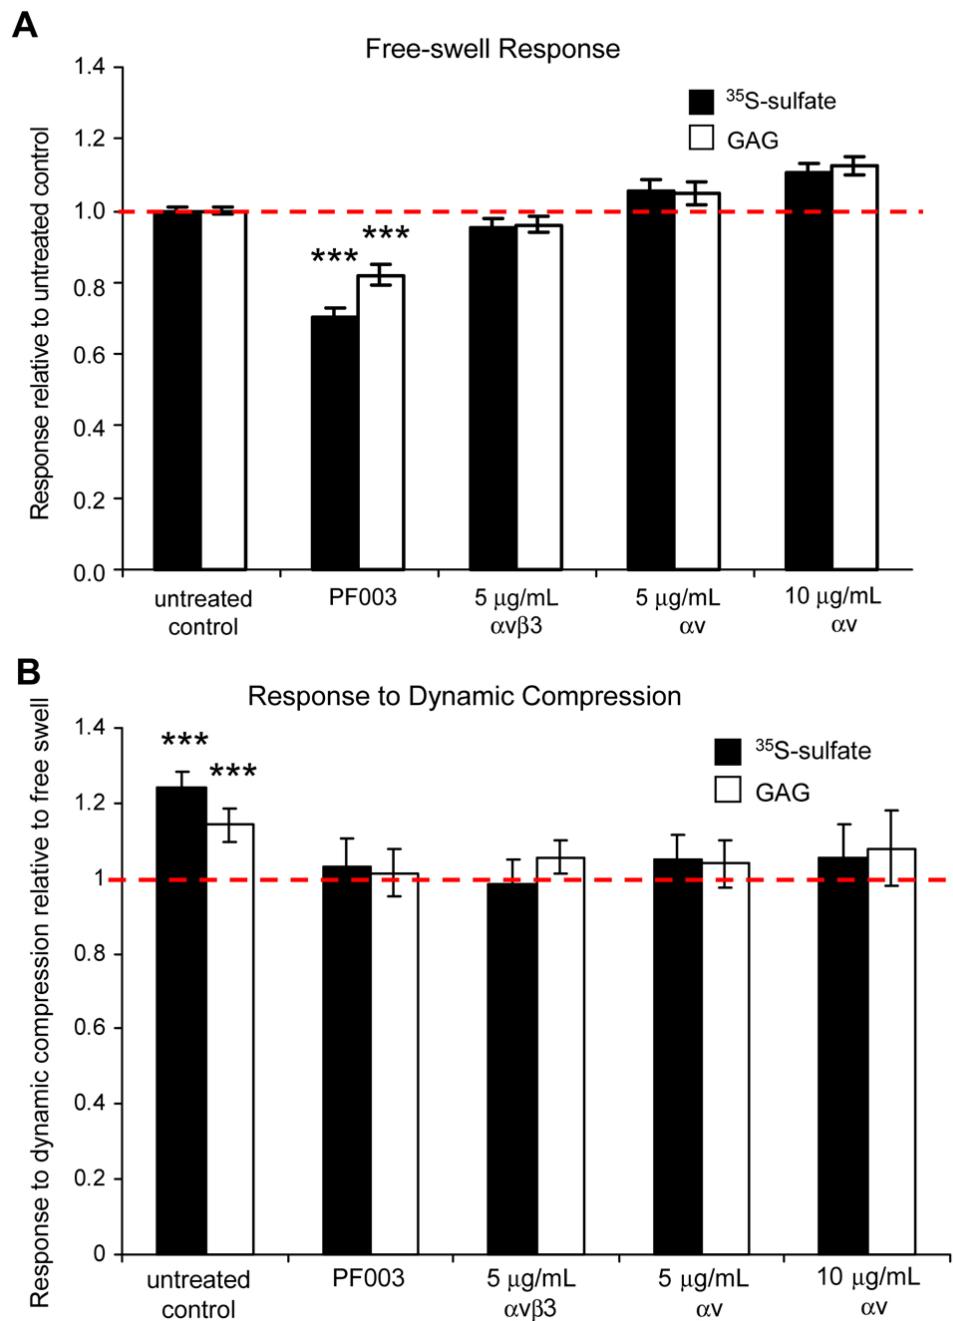 A
Free-swell Response
Response relative to untreated control
1.4
1.2
1.0
0.8
0.6
0.4
0.2
0.0
³⁵S-sulfate
GAG
***
***
untreated
control
PF003
5 µg/mL
αvβ3
5 µg/mL
αv
10 µg/mL
αv
B
Response to Dynamic Compression
Response to dynamic compression relative to free swell
1.4
1.2
1
0.8
0.6
0.4
0.2
0
³⁵S-sulfate
GAG
***
***
untreated
control
PF003
5 µg/mL
αvβ3
5 µg/mL
αv
10 µg/mL
αv